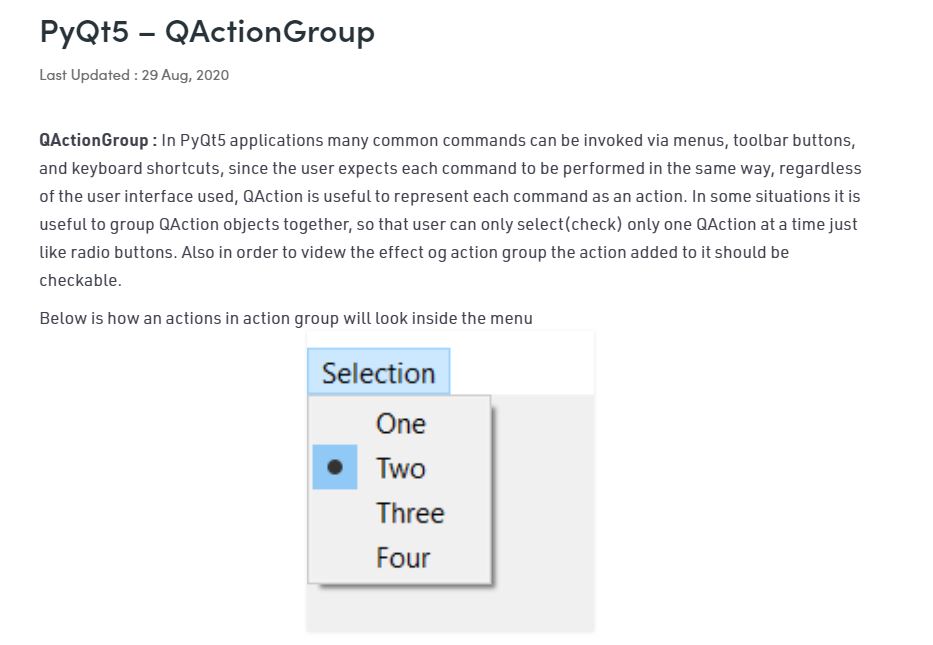 PyQt5 – QActionGroup
Last Updated : 29 Aug, 2020
QActionGroup : In PyQt5 applications many common commands can be invoked via menus, toolbar buttons,
and keyboard shortcuts, since the user expects each command to be performed in the same way, regardless
of the user interface used, QAction is useful to represent each command as an action. In some situations it is
useful to group QAction objects together, so that user can only select(check) only one QAction at a time just
like radio buttons. Also in order to videw the effect og action group the action added to it should be
checkable.
Below is how an actions in action group will look inside the menu
Selection
One
Two
Three
Four